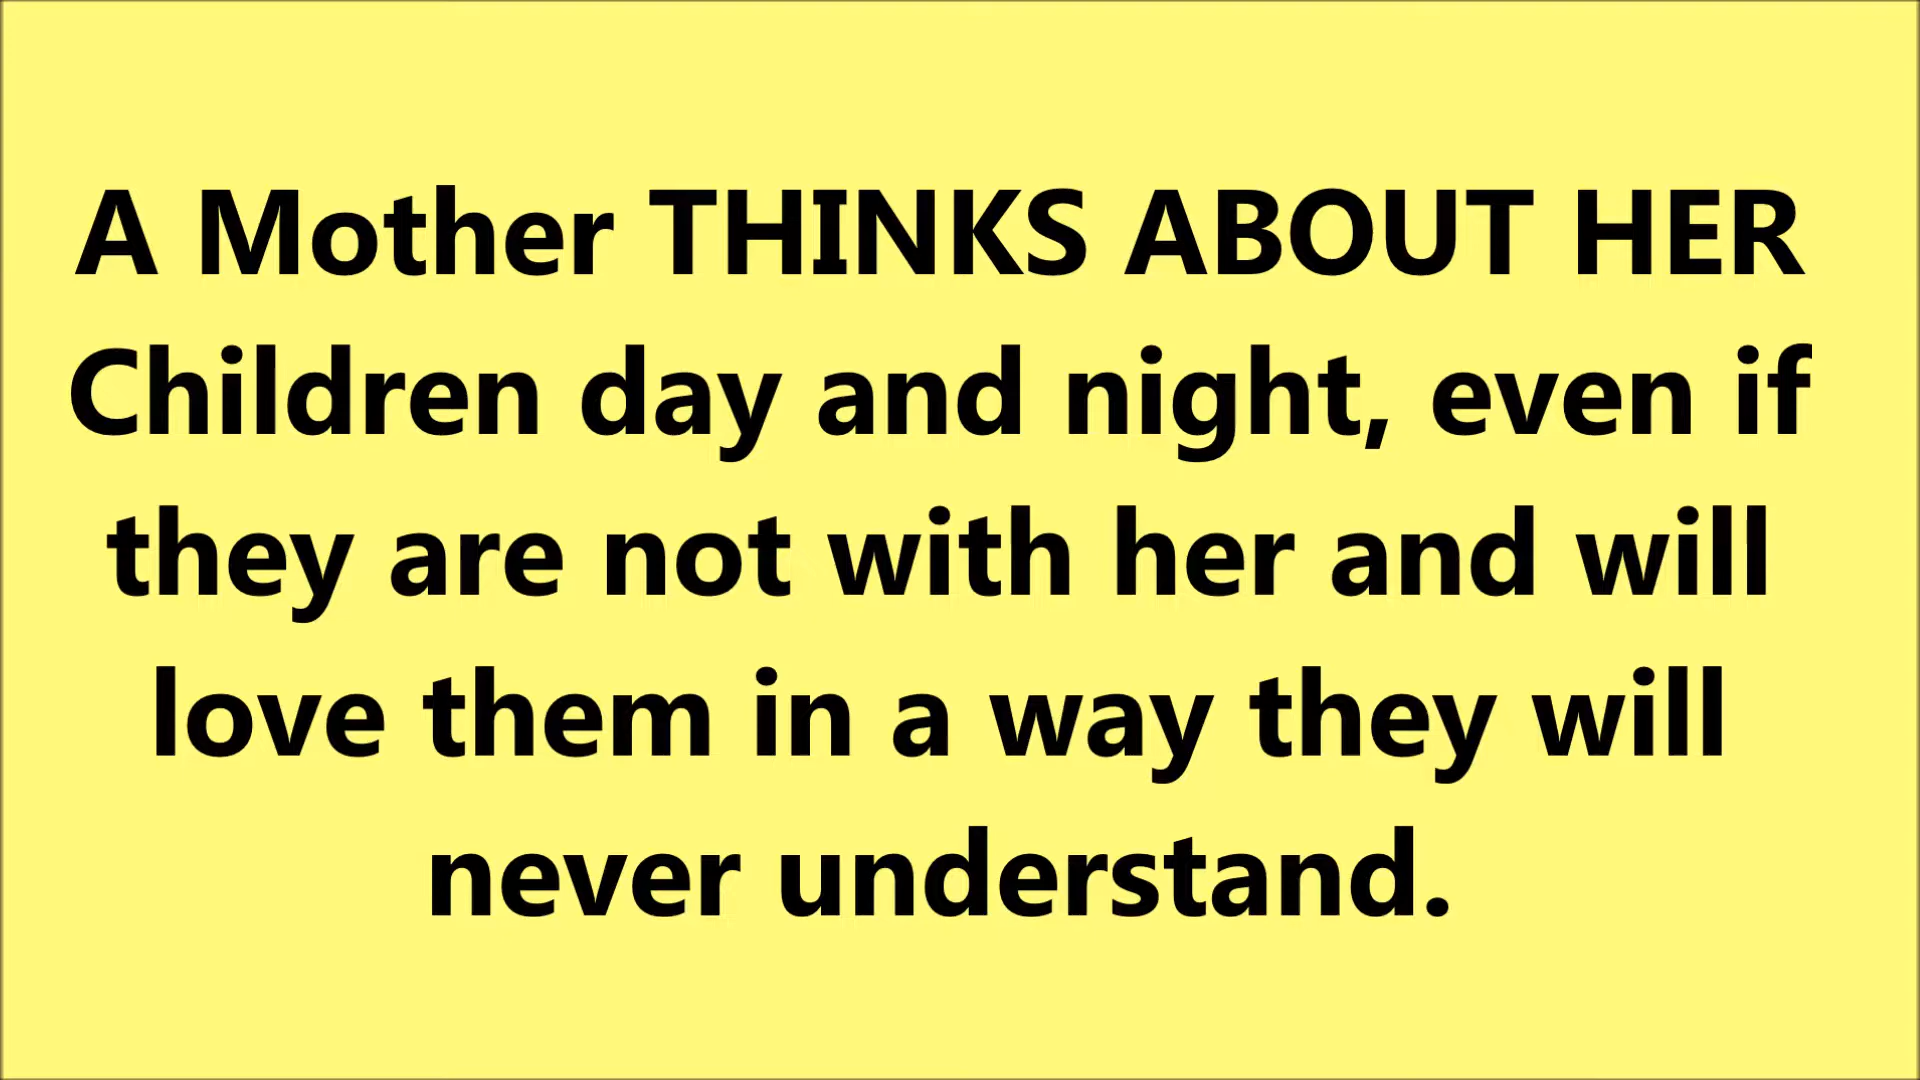 A Mother THINKS ABOUT HER
Children day and night, even if
they are not with her and will
love them in a way they will
never understand.